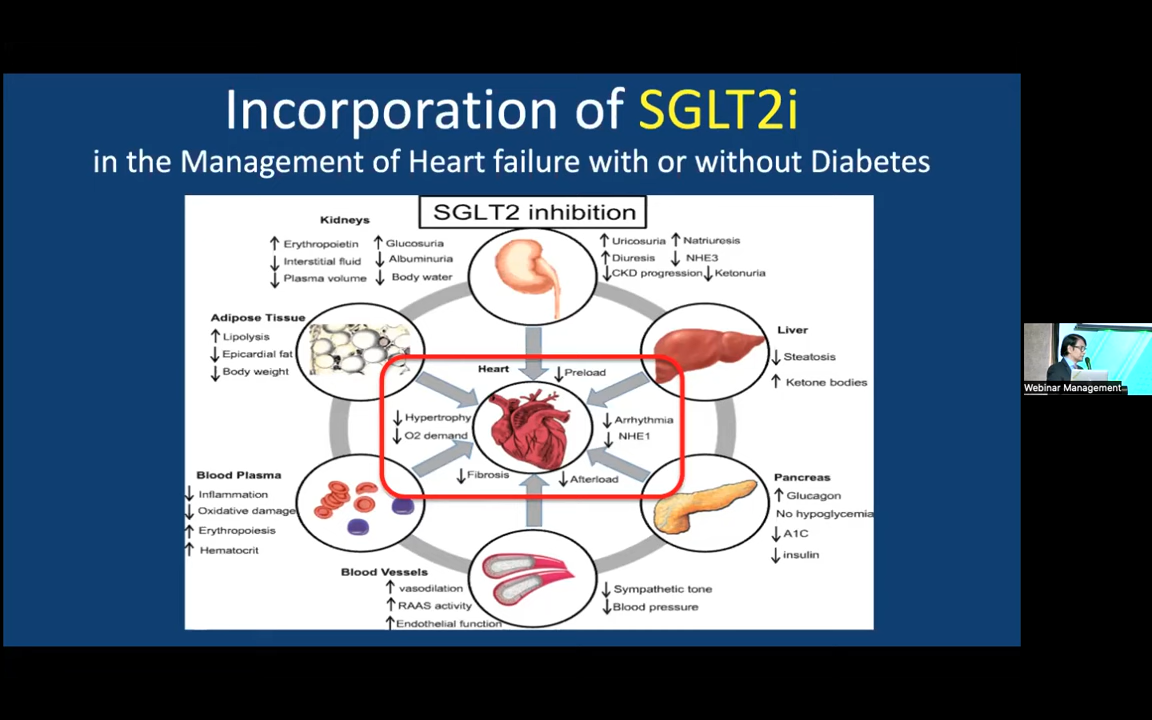 Incorporation of SGLT2i
in the Management of Heart failure with or without Diabetes
SGLT2 inhibition
Kidneys
↑ Erythropoietin ↑ Glucosuria
↓ Interstitial fluid ↓ Albuminuria
↓ Plasma volume ↓ Body water
↑ Uricosuria ↑ Natriuresis
↑ Diuresis ↓ NHE3
↓ CKD progression ↓ Ketonuria
Adipose Tissue
↑ Lipolysis
↓ Epicardial fat
↓ Body weight
Liver
↓ Steatosis
↑ Ketone bodies
Heart
↓ Preload
↓ Hypertrophy
↓ O2 demand
↓ Arrhythmia
↓ NHE1
↓ Fibrosis
↓ Afterload
Blood Plasma
↓ Inflammation
↓ Oxidative damage
↑ Erythropoiesis
↑ Hematocrit
Pancreas
↑ Glucagon
No hypoglycemia
↓ A1C
↓ insulin
Blood Vessels
↑ vasodilation
↑ RAAS activity
↑ Endothelial function
↓ Sympathetic tone
↓ Blood pressure
Webinar Management...